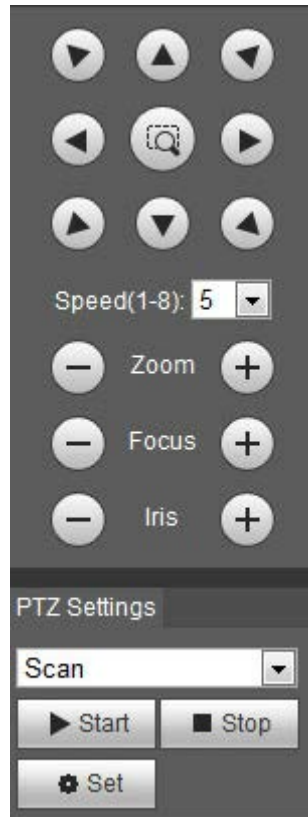 Speed(1-8): 5
Zoom
Focus
Iris
PTZ Settings
Scan
Start Stop
Set